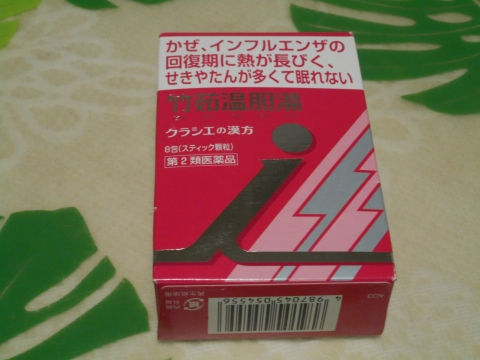 かぜ、インフルエンザの
回復期に熱が長びく、
せきやたんが多くて眠れない
竹茹温胆湯
クラシエの漢方
8包(スティック顆粒)
第2類医薬品
4987045054556